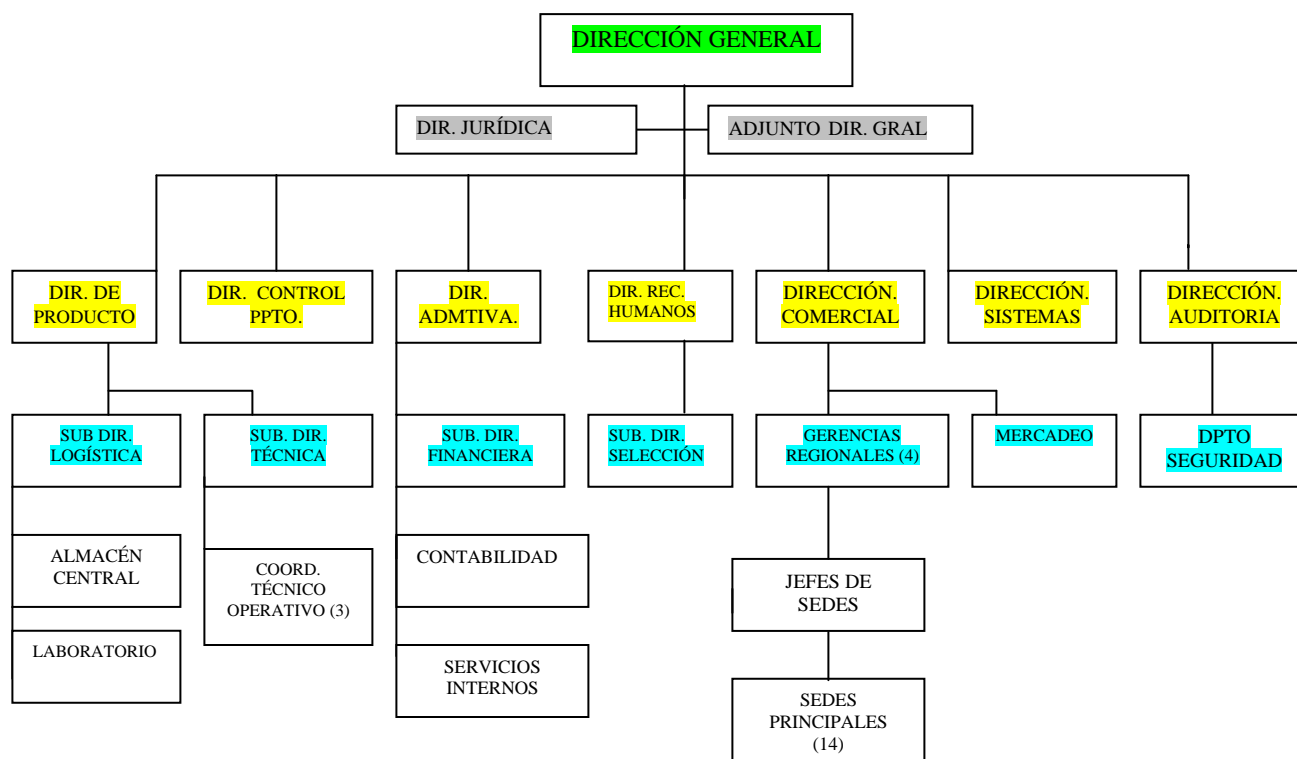 DIRECCIÓN GENERAL
DIR. JURÍDICA
ADJUNTO DIR. GRAL
DIR. DE
PRODUCTO
DIR. CONTROL
PPTO.
DIR.
ADMTIVA.
DIR. REC.
HUMANOS
DIRECCIÓN.
COMERCIAL
DIRECCIÓN.
SISTEMAS
DIRECCIÓN.
AUDITORIA
SUB DIR.
LOGÍSTICA
SUB. DIR.
TÉCNICA
SUB. DIR.
FINANCIERA
SUB. DIR.
SELECCIÓN
GERENCIAS
REGIONALES (4)
MERCADEO
DPTO
SEGURIDAD
ALMACÉN
CENTRAL
COORD.
TÉCNICO
OPERATIVO (3)
CONTABILIDAD
JEFES DE
SEDES
LABORATORIO
SERVICIOS
INTERNOS
SEDES
PRINCIPALES
(14)